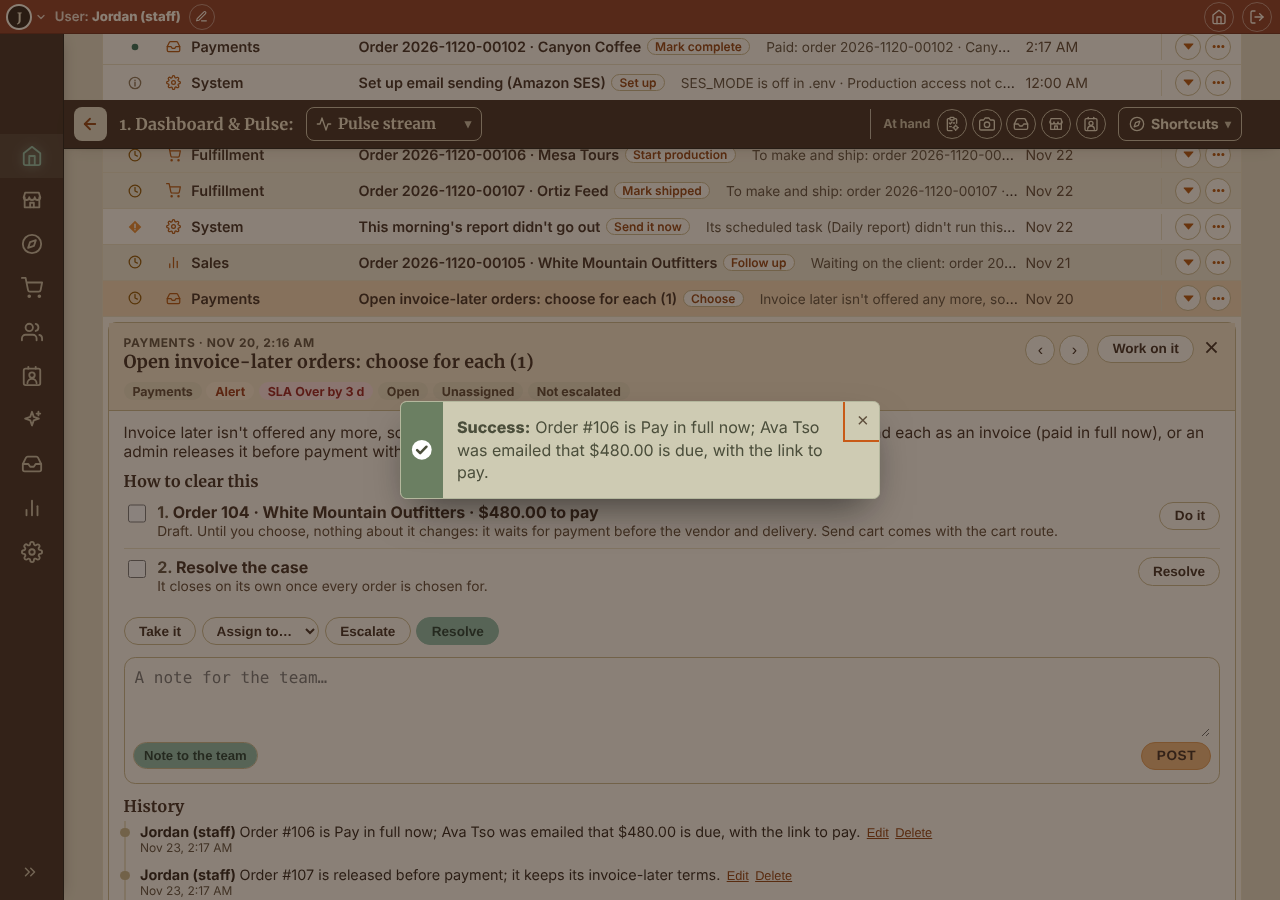 J User: Jordan (staff)
Payments Order 2026-1120-00102 · Canyon Coffee Mark complete Paid: order 2026-1120-00102 · Cany… 2:17 AM
System Set up email sending (Amazon SES) Set up SES_MODE is off in .env · Production access not c… 12:00 AM
1. Dashboard & Pulse: Pulse stream At hand Shortcuts
Fulfillment Order 2026-1120-00106 · Mesa Tours Start production To make and ship: order 2026-1120-00… Nov 22
Fulfillment Order 2026-1120-00107 · Ortiz Feed Mark shipped To make and ship: order 2026-1120-00107 ·… Nov 22
System This morning's report didn't go out Send it now Its scheduled task (Daily report) didn't run this… Nov 22
Sales Order 2026-1120-00105 · White Mountain Outfitters Follow up Waiting on the client: order 20… Nov 21
Payments Open invoice-later orders: choose for each (1) Choose Invoice later isn't offered any more, so… Nov 20
PAYMENTS · NOV 20, 2:16 AM
Open invoice-later orders: choose for each (1)
Work on it
Payments Alert SLA Over by 3 d Open Unassigned Not escalated
Invoice later isn't offered any more, so d each as an invoice (paid in full now), or an
admin releases it before payment with
Success: Order #106 is Pay in full now; Ava Tso
was emailed that $480.00 is due, with the link to
pay.
How to clear this
1. Order 104 · White Mountain Outfitters · $480.00 to pay
Draft. Until you choose, nothing about it changes: it waits for payment before the vendor and delivery. Send cart comes with the cart route.
Do it
2. Resolve the case
It closes on its own once every order is chosen for.
Resolve
Take it Assign to… Escalate Resolve
A note for the team…
Note to the team POST
History
Jordan (staff) Order #106 is Pay in full now; Ava Tso was emailed that $480.00 is due, with the link to pay. Edit Delete
Nov 23, 2:17 AM
Jordan (staff) Order #107 is released before payment; it keeps its invoice-later terms. Edit Delete
Nov 23, 2:17 AM